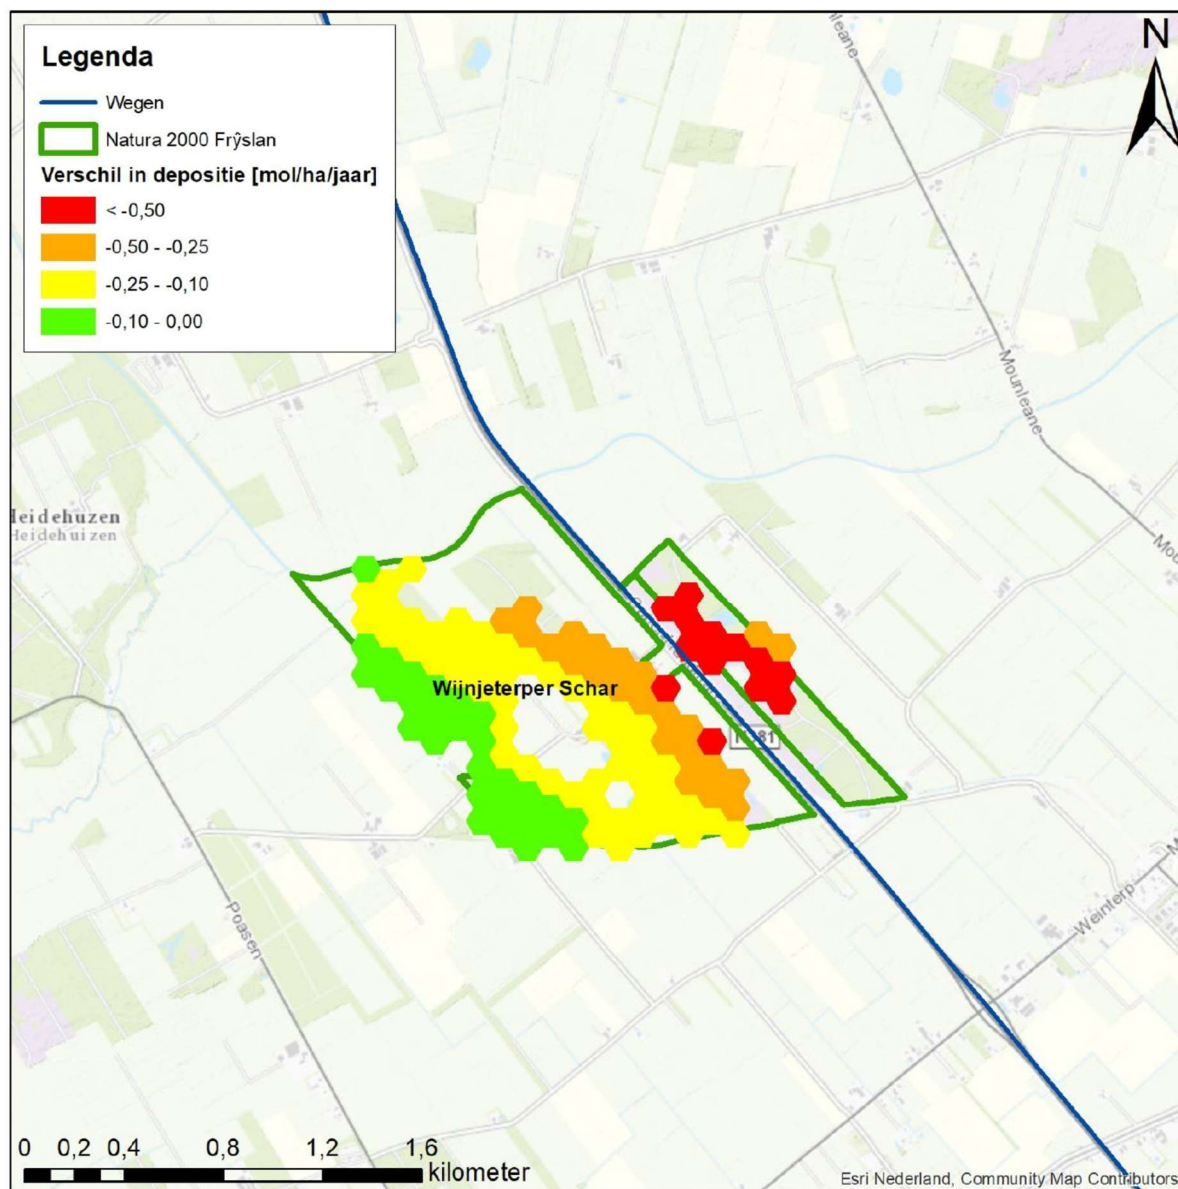 Legenda
Wegen
Natura 2000 Frŷslan
Verschil in depositie [mol/ha/jaar]
< -0,50
-0,50 - -0,25
-0,25 - -0,10
-0,10 - 0,00
N
Mounleane
Mounleane
Heidehuzen
Heidehuizen
Wijnjeterper Schar
Poasen
Weinterp
0 0,2 0,4 0,8 1,2 1,6
kilometer
Esri Nederland, Community Map Contributors